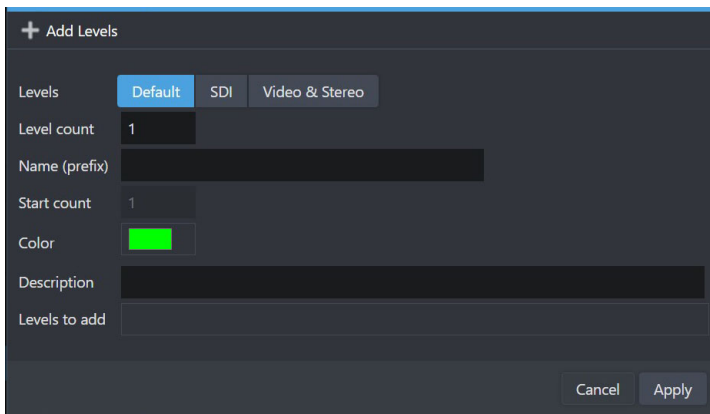 Add Levels
Levels Default SDI Video & Stereo
Level count 1
Name (prefix)
Start count 1
Color
Description
Levels to add
Cancel Apply